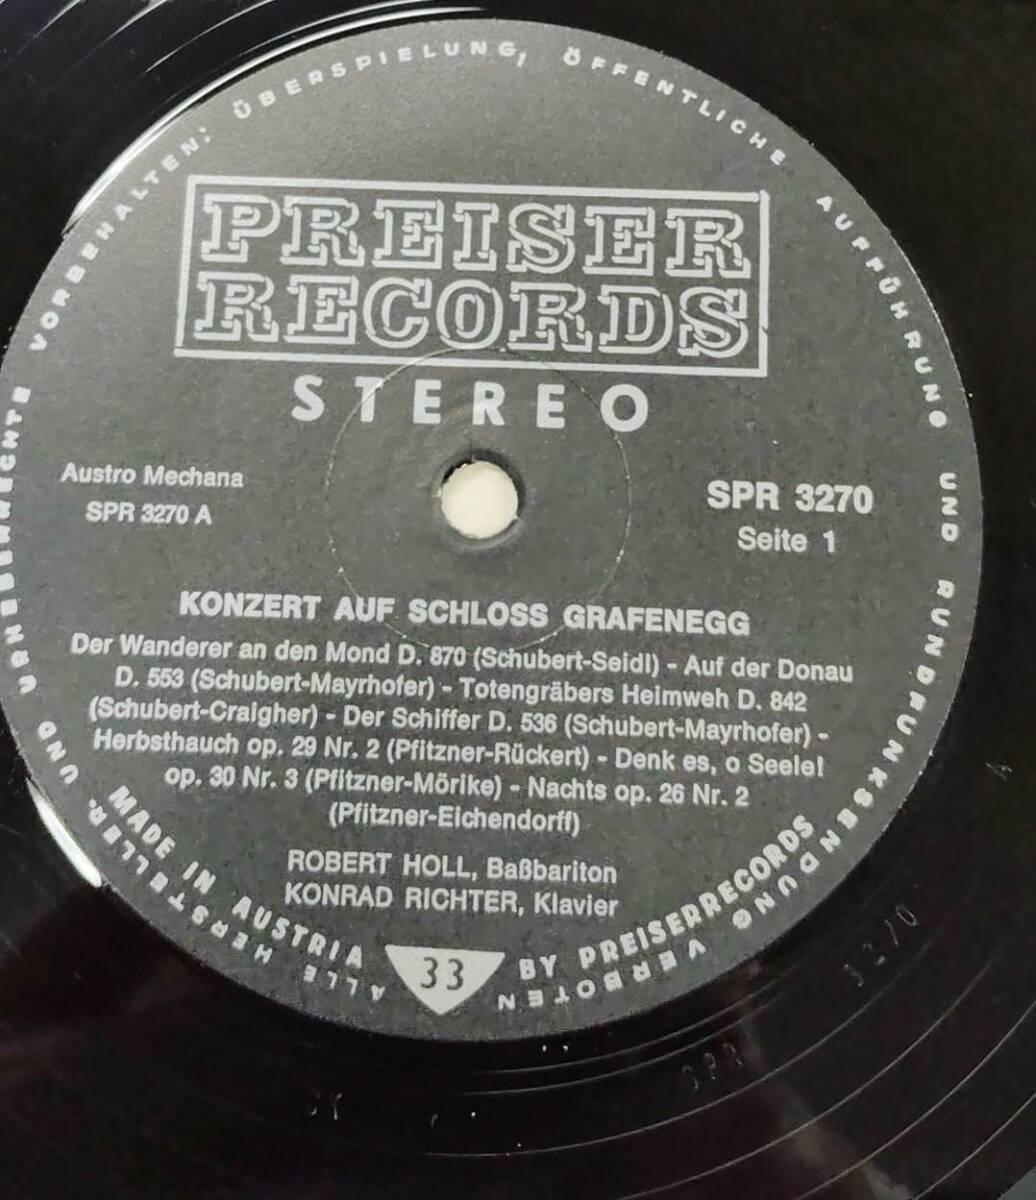 ALLE HERSTELLER- UND URHEBERRECHTE VORBEHALTEN; ÜBERSPIELUNG, ÖFFENTLICHE AUFFÜHRUNG UND RUNDFUNKSENDUNG VERBOTEN
PREISER
RECORDS
STEREO
Austro Mechana
SPR 3270 A
SPR 3270
Seite 1
KONZERT AUF SCHLOSS GRAFENEGG
Der Wanderer an den Mond D. 870 (Schubert-Seidl) - Auf der Donau
D. 553 (Schubert-Mayrhofer) - Totengräbers Heimweh D. 842
(Schubert-Craigher) - Der Schiffer D. 536 (Schubert-Mayrhofer) -
Herbsthauch op. 29 Nr. 2 (Pfitzner-Rückert) - Denk es, o Seele!
op. 30 Nr. 3 (Pfitzner-Mörike) - Nachts op. 26 Nr. 2
(Pfitzner-Eichendorff)
ROBERT HOLL, Baßbariton
KONRAD RICHTER, Klavier
MADE IN AUSTRIA
33
BY PREISERRECORDS
SPR 3270